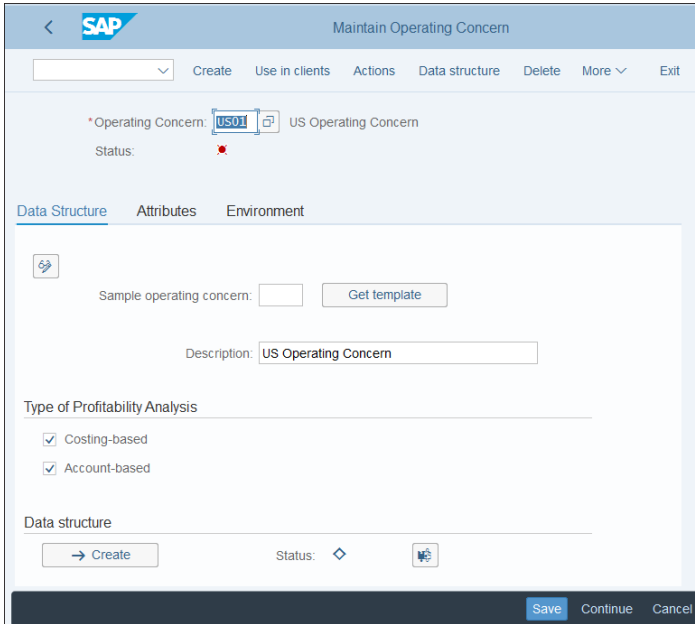 SAP Maintain Operating Concern
Create Use in clients Actions Data structure Delete More Exit
*Operating Concern: US01 US Operating Concern
Status:
Data Structure Attributes Environment
Sample operating concern: Get template
Description: US Operating Concern
Type of Profitability Analysis
Costing-based
Account-based
Data structure
Create Status:
Save Continue Cancel